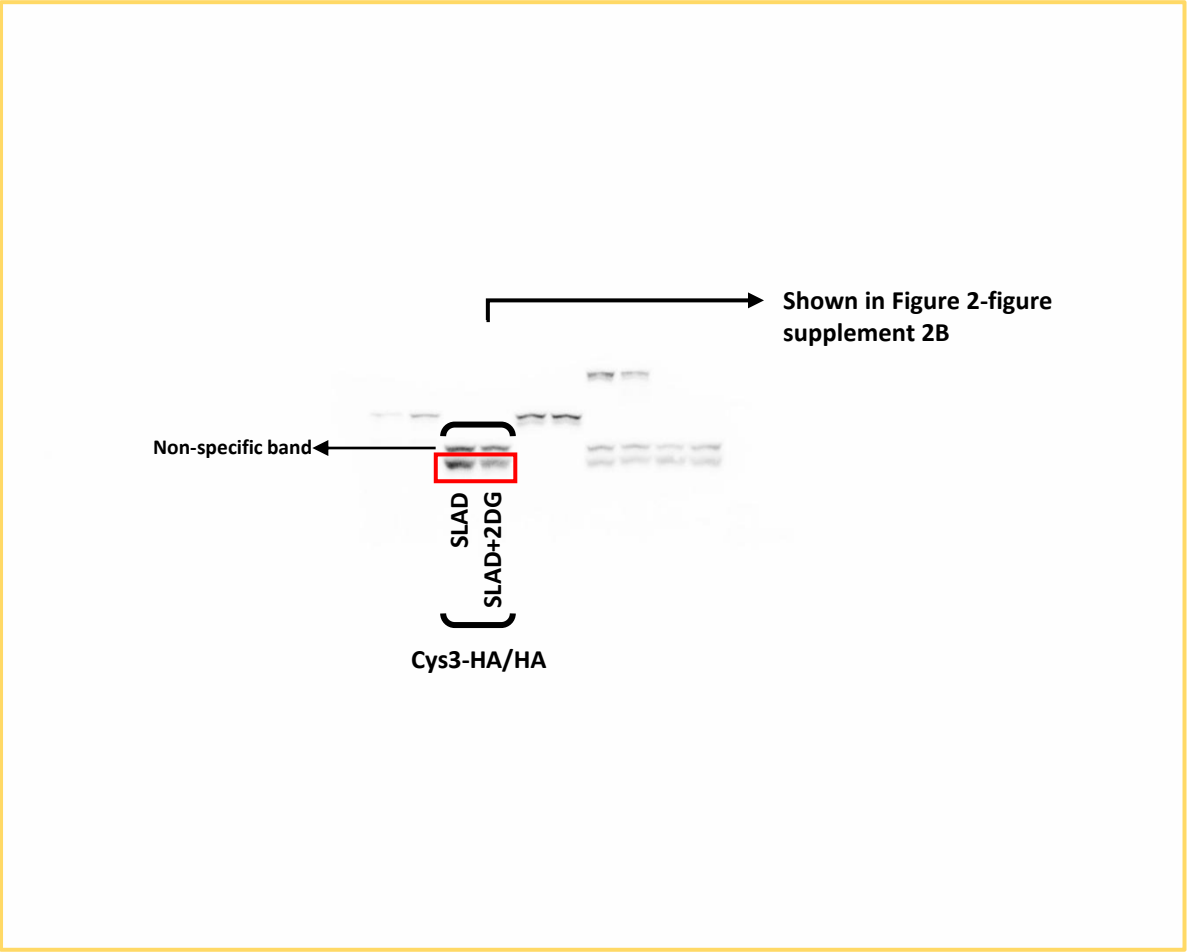 Shown in Figure 2-figure
supplement 2B
Non-specific band
SLAD
SLAD+2DG
Cys3-HA/HA